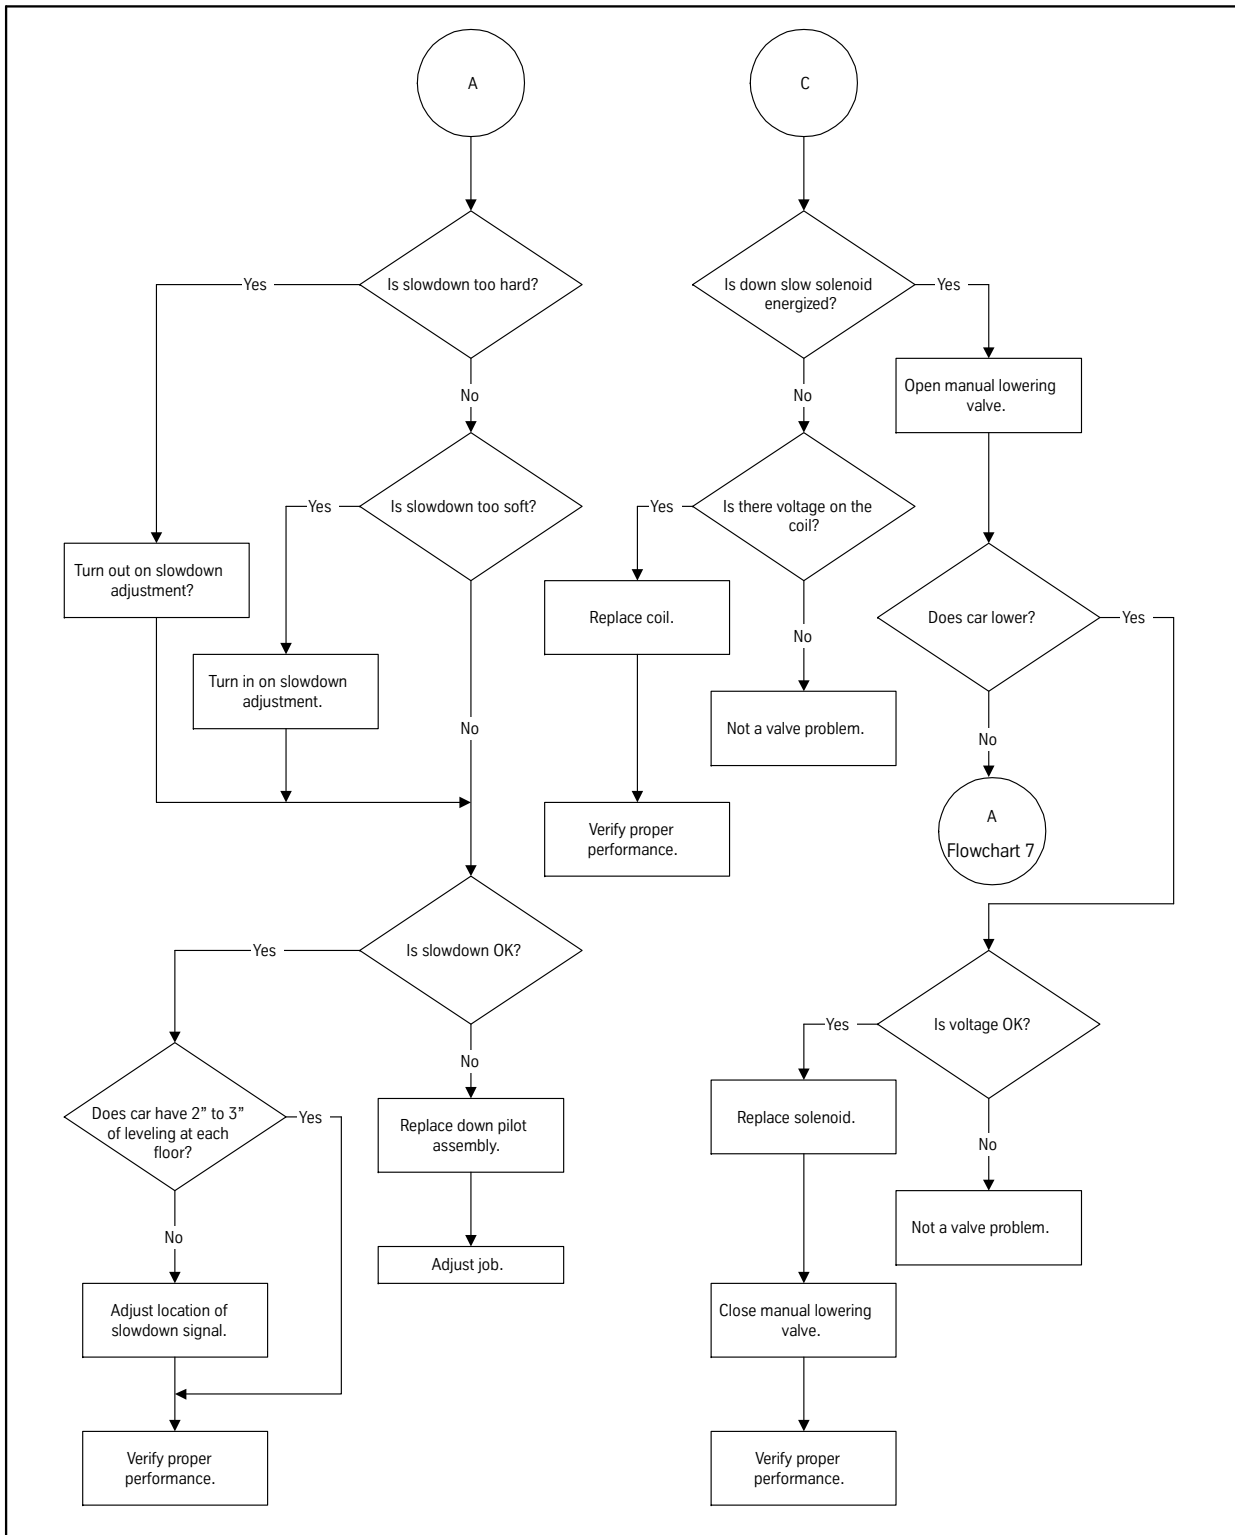 A
C
Is slowdown too hard?
Yes
No
Is down slow solenoid
energized?
Yes
No
Open manual lowering
valve.
Is slowdown too soft?
Yes
No
Is there voltage on the
coil?
Yes
No
Turn out on slowdown
adjustment?
Turn in on slowdown
adjustment.
Replace coil.
Not a valve problem.
Does car lower?
Yes
No
A
Flowchart 7
Verify proper
performance.
Is slowdown OK?
Yes
No
Is voltage OK?
Yes
No
Does car have 2” to 3”
of leveling at each
floor?
Yes
No
Replace down pilot
assembly.
Adjust job.
Replace solenoid.
Not a valve problem.
Adjust location of
slowdown signal.
Close manual lowering
valve.
Verify proper
performance.
Verify proper
performance.